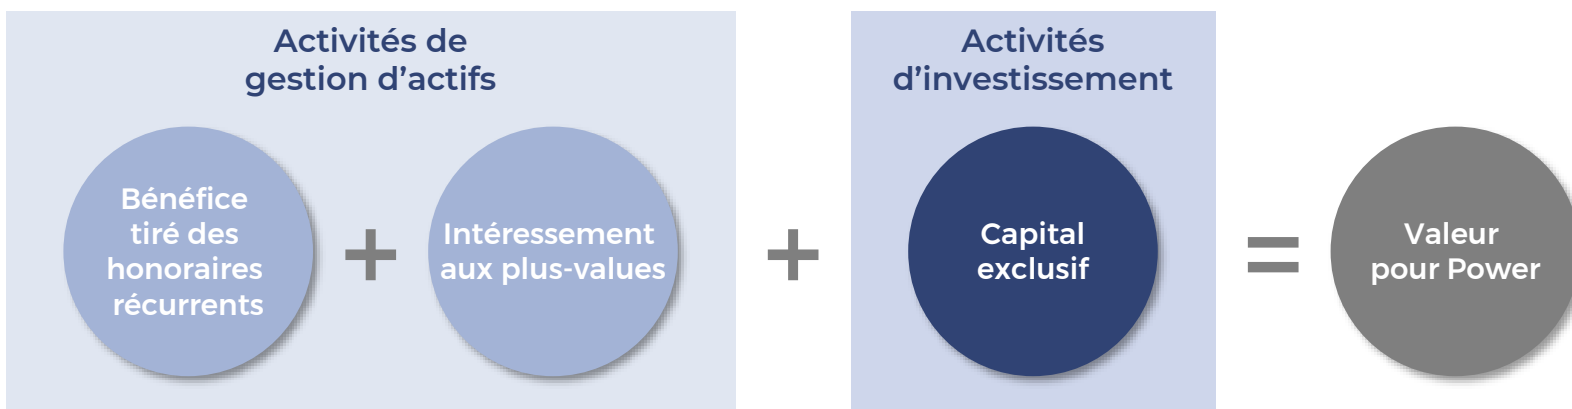 Activités de
gestion d’actifs
Bénéfice
tiré des
honoraires
récurrents
+
Intéressement
aux plus-values
+
Activités
d’investissement
Capital
exclusif
=
Valeur
pour Power